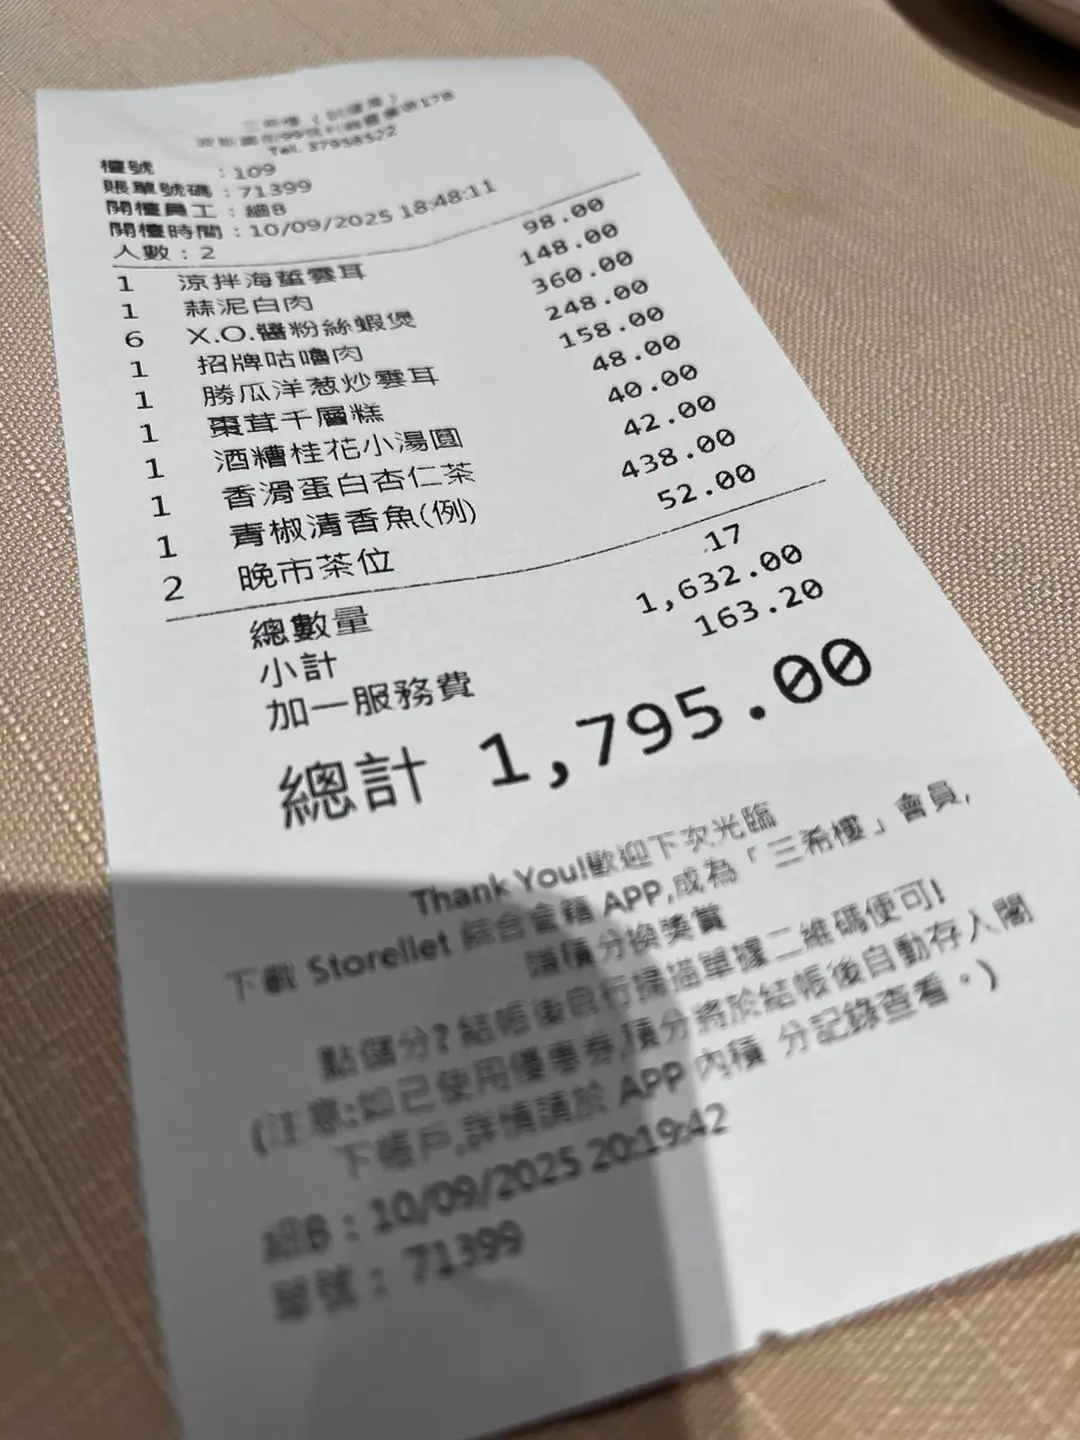 三希樓
Tel. 37938522
檯號 : 109
賬單號碼 : 71399
開檯員工 : 細B
開檯時間 : 10/09/2025 18:48:11
人數 : 2
1 涼拌海蜇雲耳 98.00
1 蒜泥白肉 148.00
6 X.O.醬粉絲蝦煲 360.00
1 招牌咕嚕肉 248.00
1 勝瓜洋葱炒雲耳 158.00
1 棗茸千層糕 48.00
1 酒糟桂花小湯圓 40.00
1 香滑蛋白杏仁茶 42.00
1 青椒清香魚(例) 438.00
2 晚市茶位 52.00
總數量 17
小計 1,632.00
加一服務費 163.20
總計 1,795.00
Thank You!歡迎下次光臨
下載 Storellet 綜合會籍 APP,成為「三希樓」會員,
儲積分換獎賞
點儲分? 結帳後自行掃描單據二維碼便可!
(注意:如已使用優惠券,積分將於結帳後自動存入閣
下帳戶,詳情請於 APP 內積 分記錄查看。)
細B : 10/09/2025 20:19:42
單號 : 71399